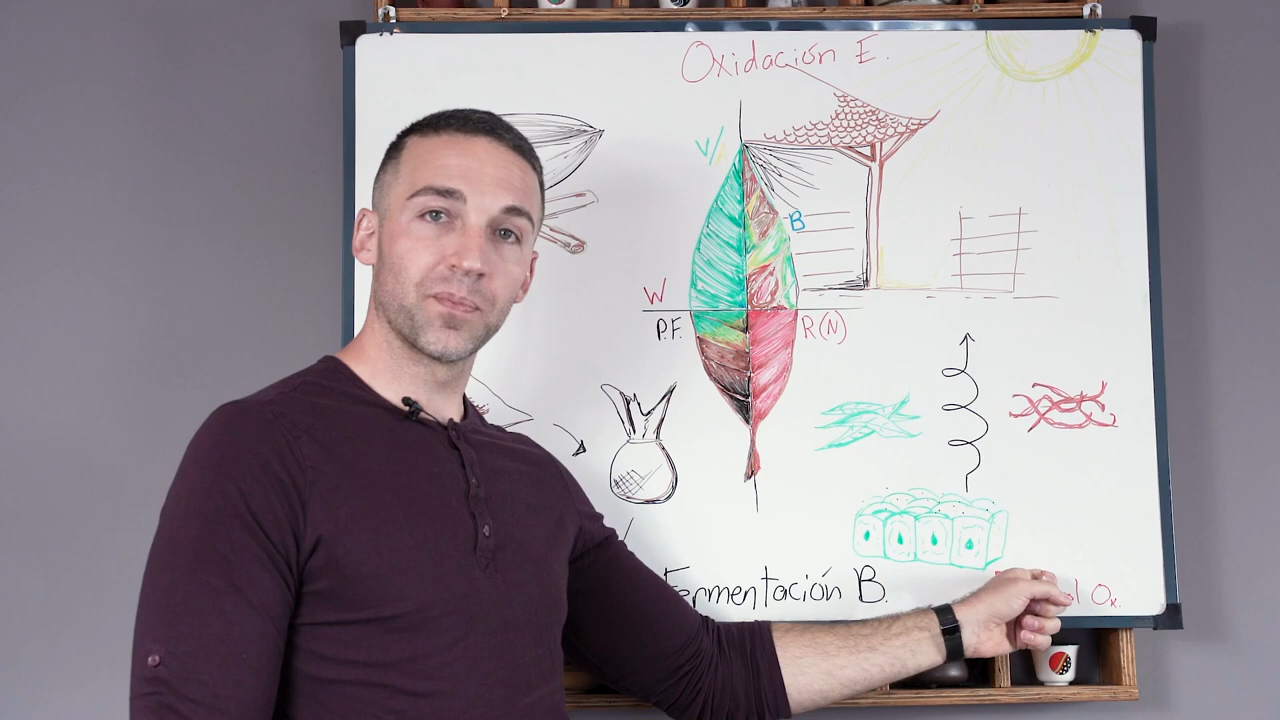 Oxidación E.
V/
B
W
P.F.
R(N)
Fermentación B.
Ox.